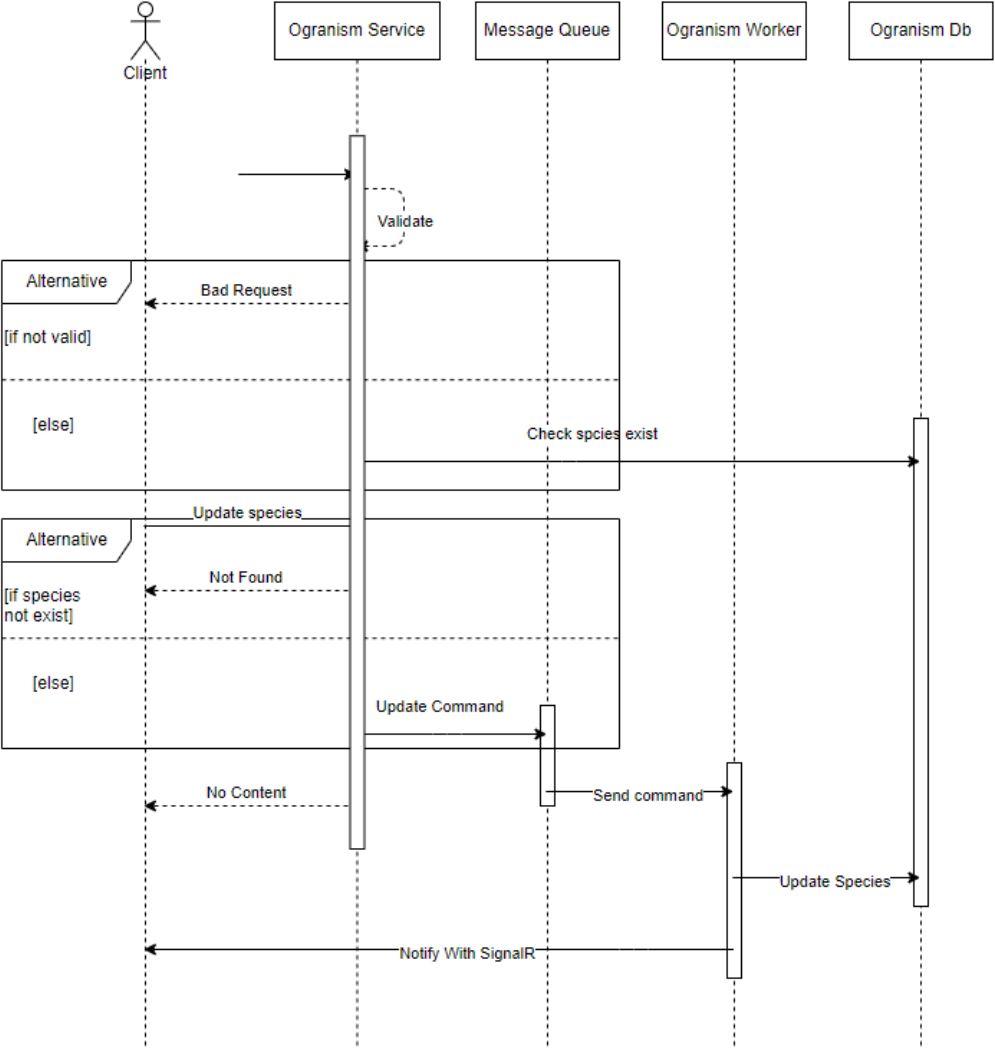 Client
Ogranism Service
Message Queue
Ogranism Worker
Ogranism Db
Validate
Alternative
Bad Request
[if not valid]
[else]
Check spcies exist
Update species
Alternative
Not Found
[if species
not exist]
[else]
Update Command
No Content
Send command
Update Species
Notify With SignalR